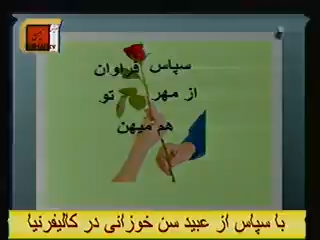 سپاس فراوان
از مهر تو
هم میهن
با سپاس از عبید سن خوزانی در کالیفرنیا